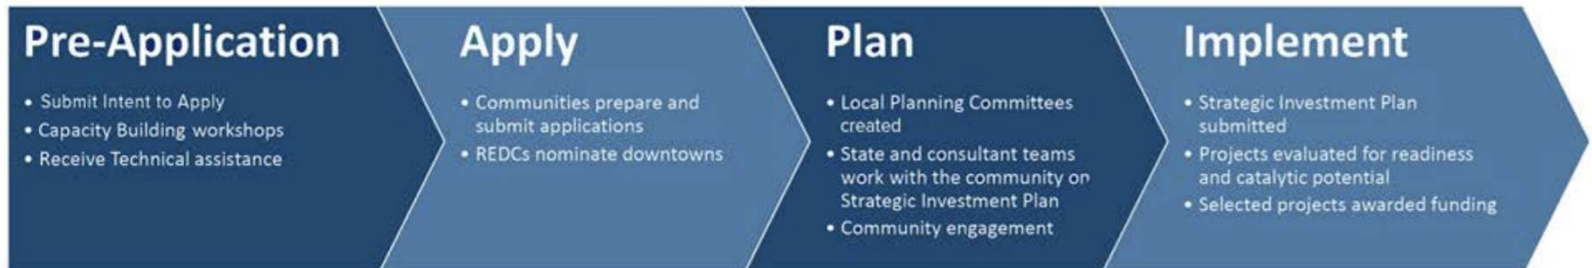 Pre-Application
• Submit Intent to Apply
• Capacity Building workshops
• Receive Technical assistance
Apply
• Communities prepare and
submit applications
• REDCs nominate downtowns
Plan
• Local Planning Committees
created
• State and consultant teams
work with the community on
Strategic Investment Plan
• Community engagement
Implement
• Strategic Investment Plan
submitted
• Projects evaluated for readiness
and catalytic potential
• Selected projects awarded funding